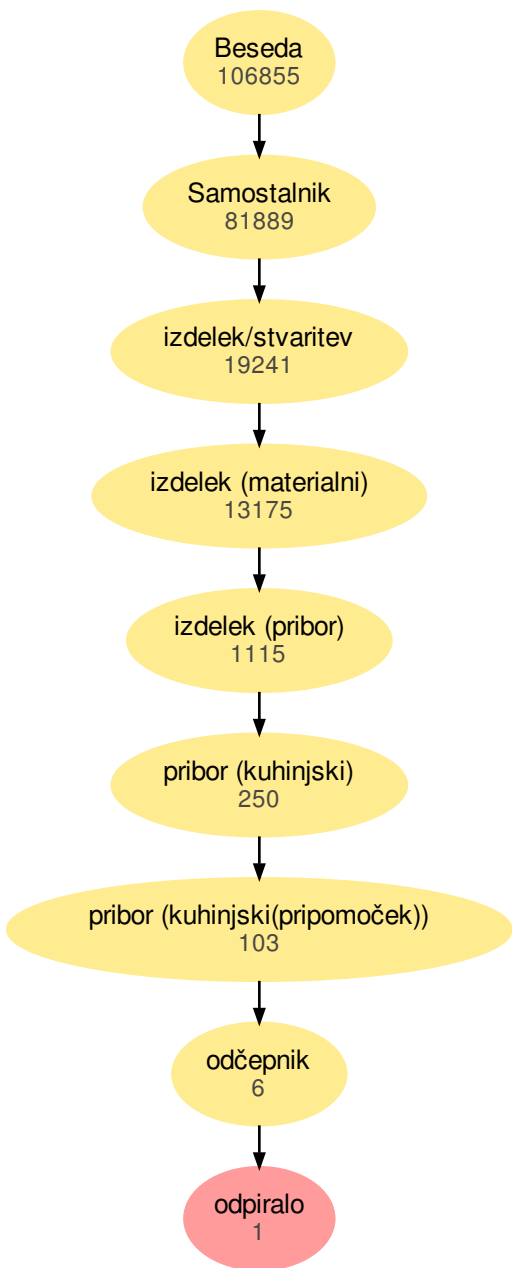 Beseda
106855
Samostalnik
81889
izdelek/stvaritev
19241
izdelek (materialni)
13175
izdelek (pribor)
1115
pribor (kuhinjski)
250
pribor (kuhinjski(pripomoček))
103
odčepnik
6
odpiralo
1